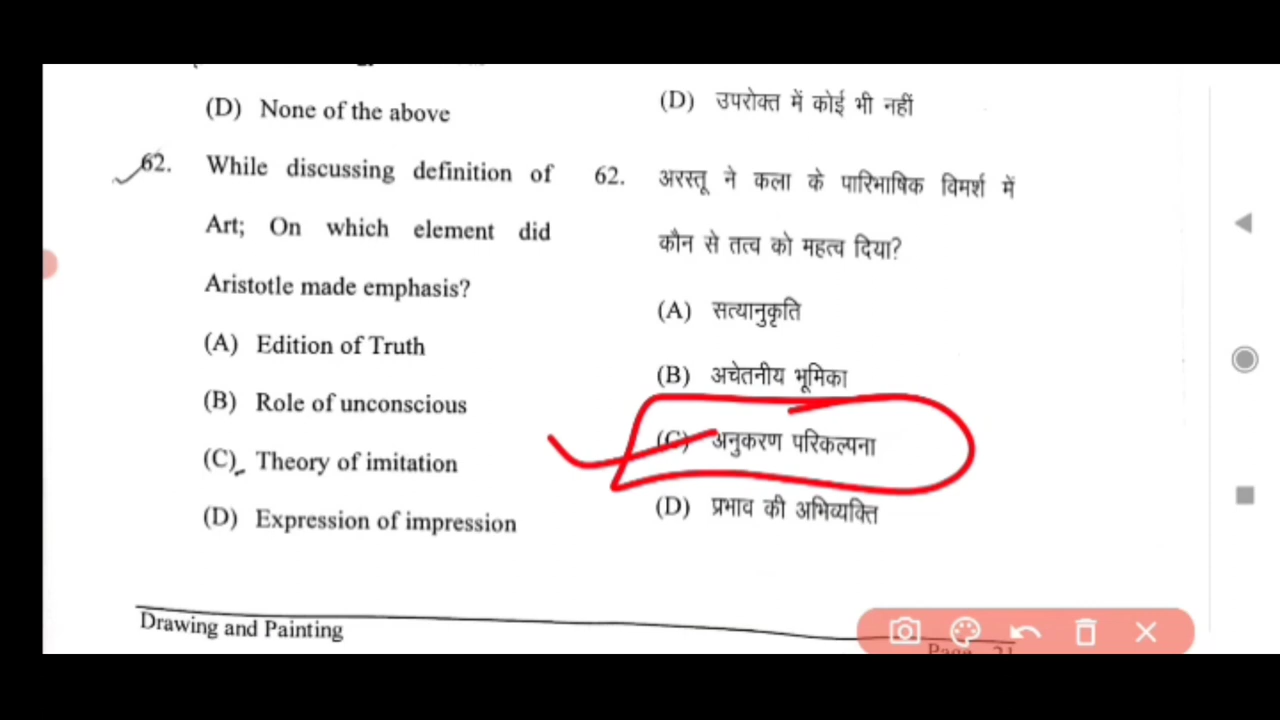 (D) None of the above
62. While discussing definition of
Art; On which element did
Aristotle made emphasis?
(A) Edition of Truth
(B) Role of unconscious
(C) Theory of imitation
(D) Expression of impression
(D) उपरोक्त में कोई भी नहीं
62. अरस्तू ने कला के पारिभाषिक विमर्श में
कौन से तत्व को महत्व दिया?
(A) सत्यानुकृति
(B) अचेतनीय भूमिका
(C) अनुकरण परिकल्पना
(D) प्रभाव की अभिव्यक्ति
Drawing and Painting